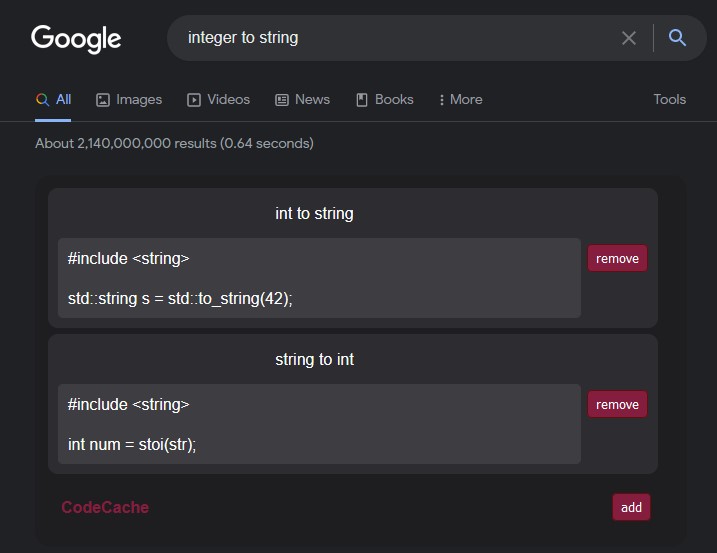 Google
integer to string
All Images Videos News Books More Tools
About 2,140,000,000 results (0.64 seconds)
int to string
#include <string>
remove
std::string s = std::to_string(42);
string to int
#include <string>
remove
int num = stoi(str);
CodeCache
add